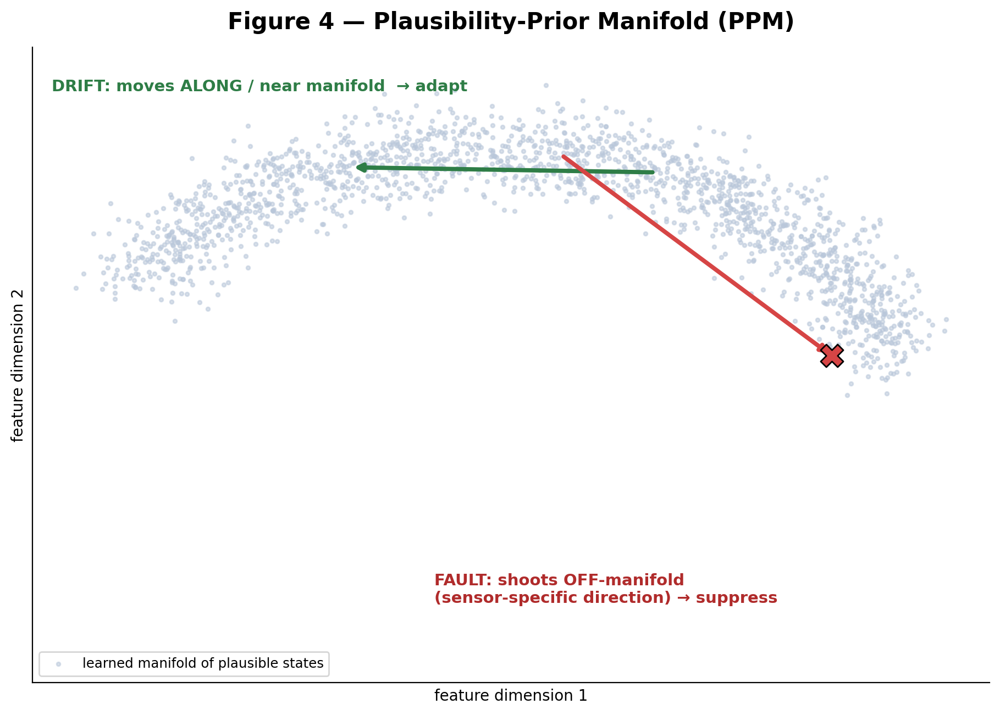 Figure 4 — Plausibility-Prior Manifold (PPM)
DRIFT: moves ALONG / near manifold → adapt
feature dimension 2
FAULT: shoots OFF-manifold
(sensor-specific direction) → suppress
learned manifold of plausible states
feature dimension 1